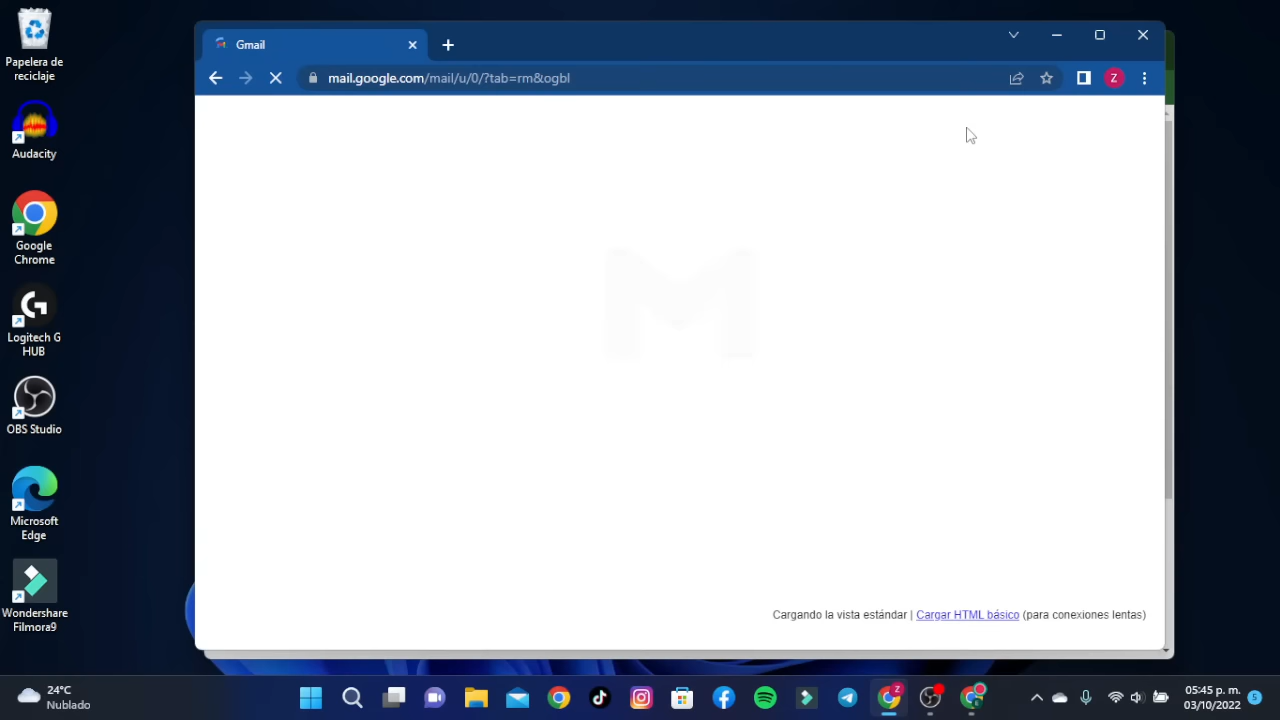 Papelera de
reciclaje
Audacity
Google
Chrome
Logitech G
HUB
OBS Studio
Microsoft
Edge
Wondershare
Filmora9
Gmail
mail.google.com/mail/u/0/?tab=rm&ogbl
Z
Cargando la vista estándar | Cargar HTML básico (para conexiones lentas)
24°C
Nublado
Z
05:45 p. m.
03/10/2022
5